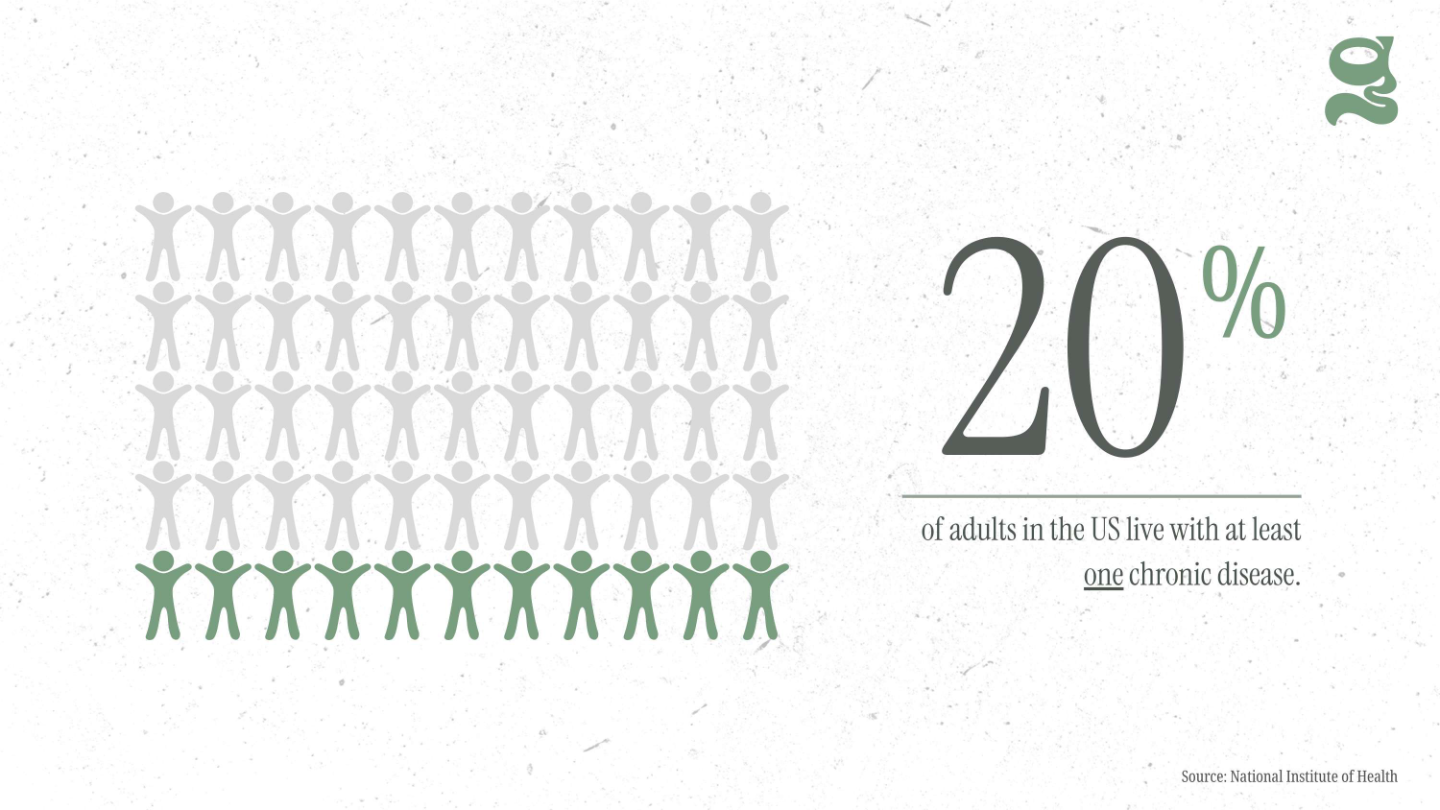 g
20%
of adults in the US live with at least
one chronic disease.
Source: National Institute of Health